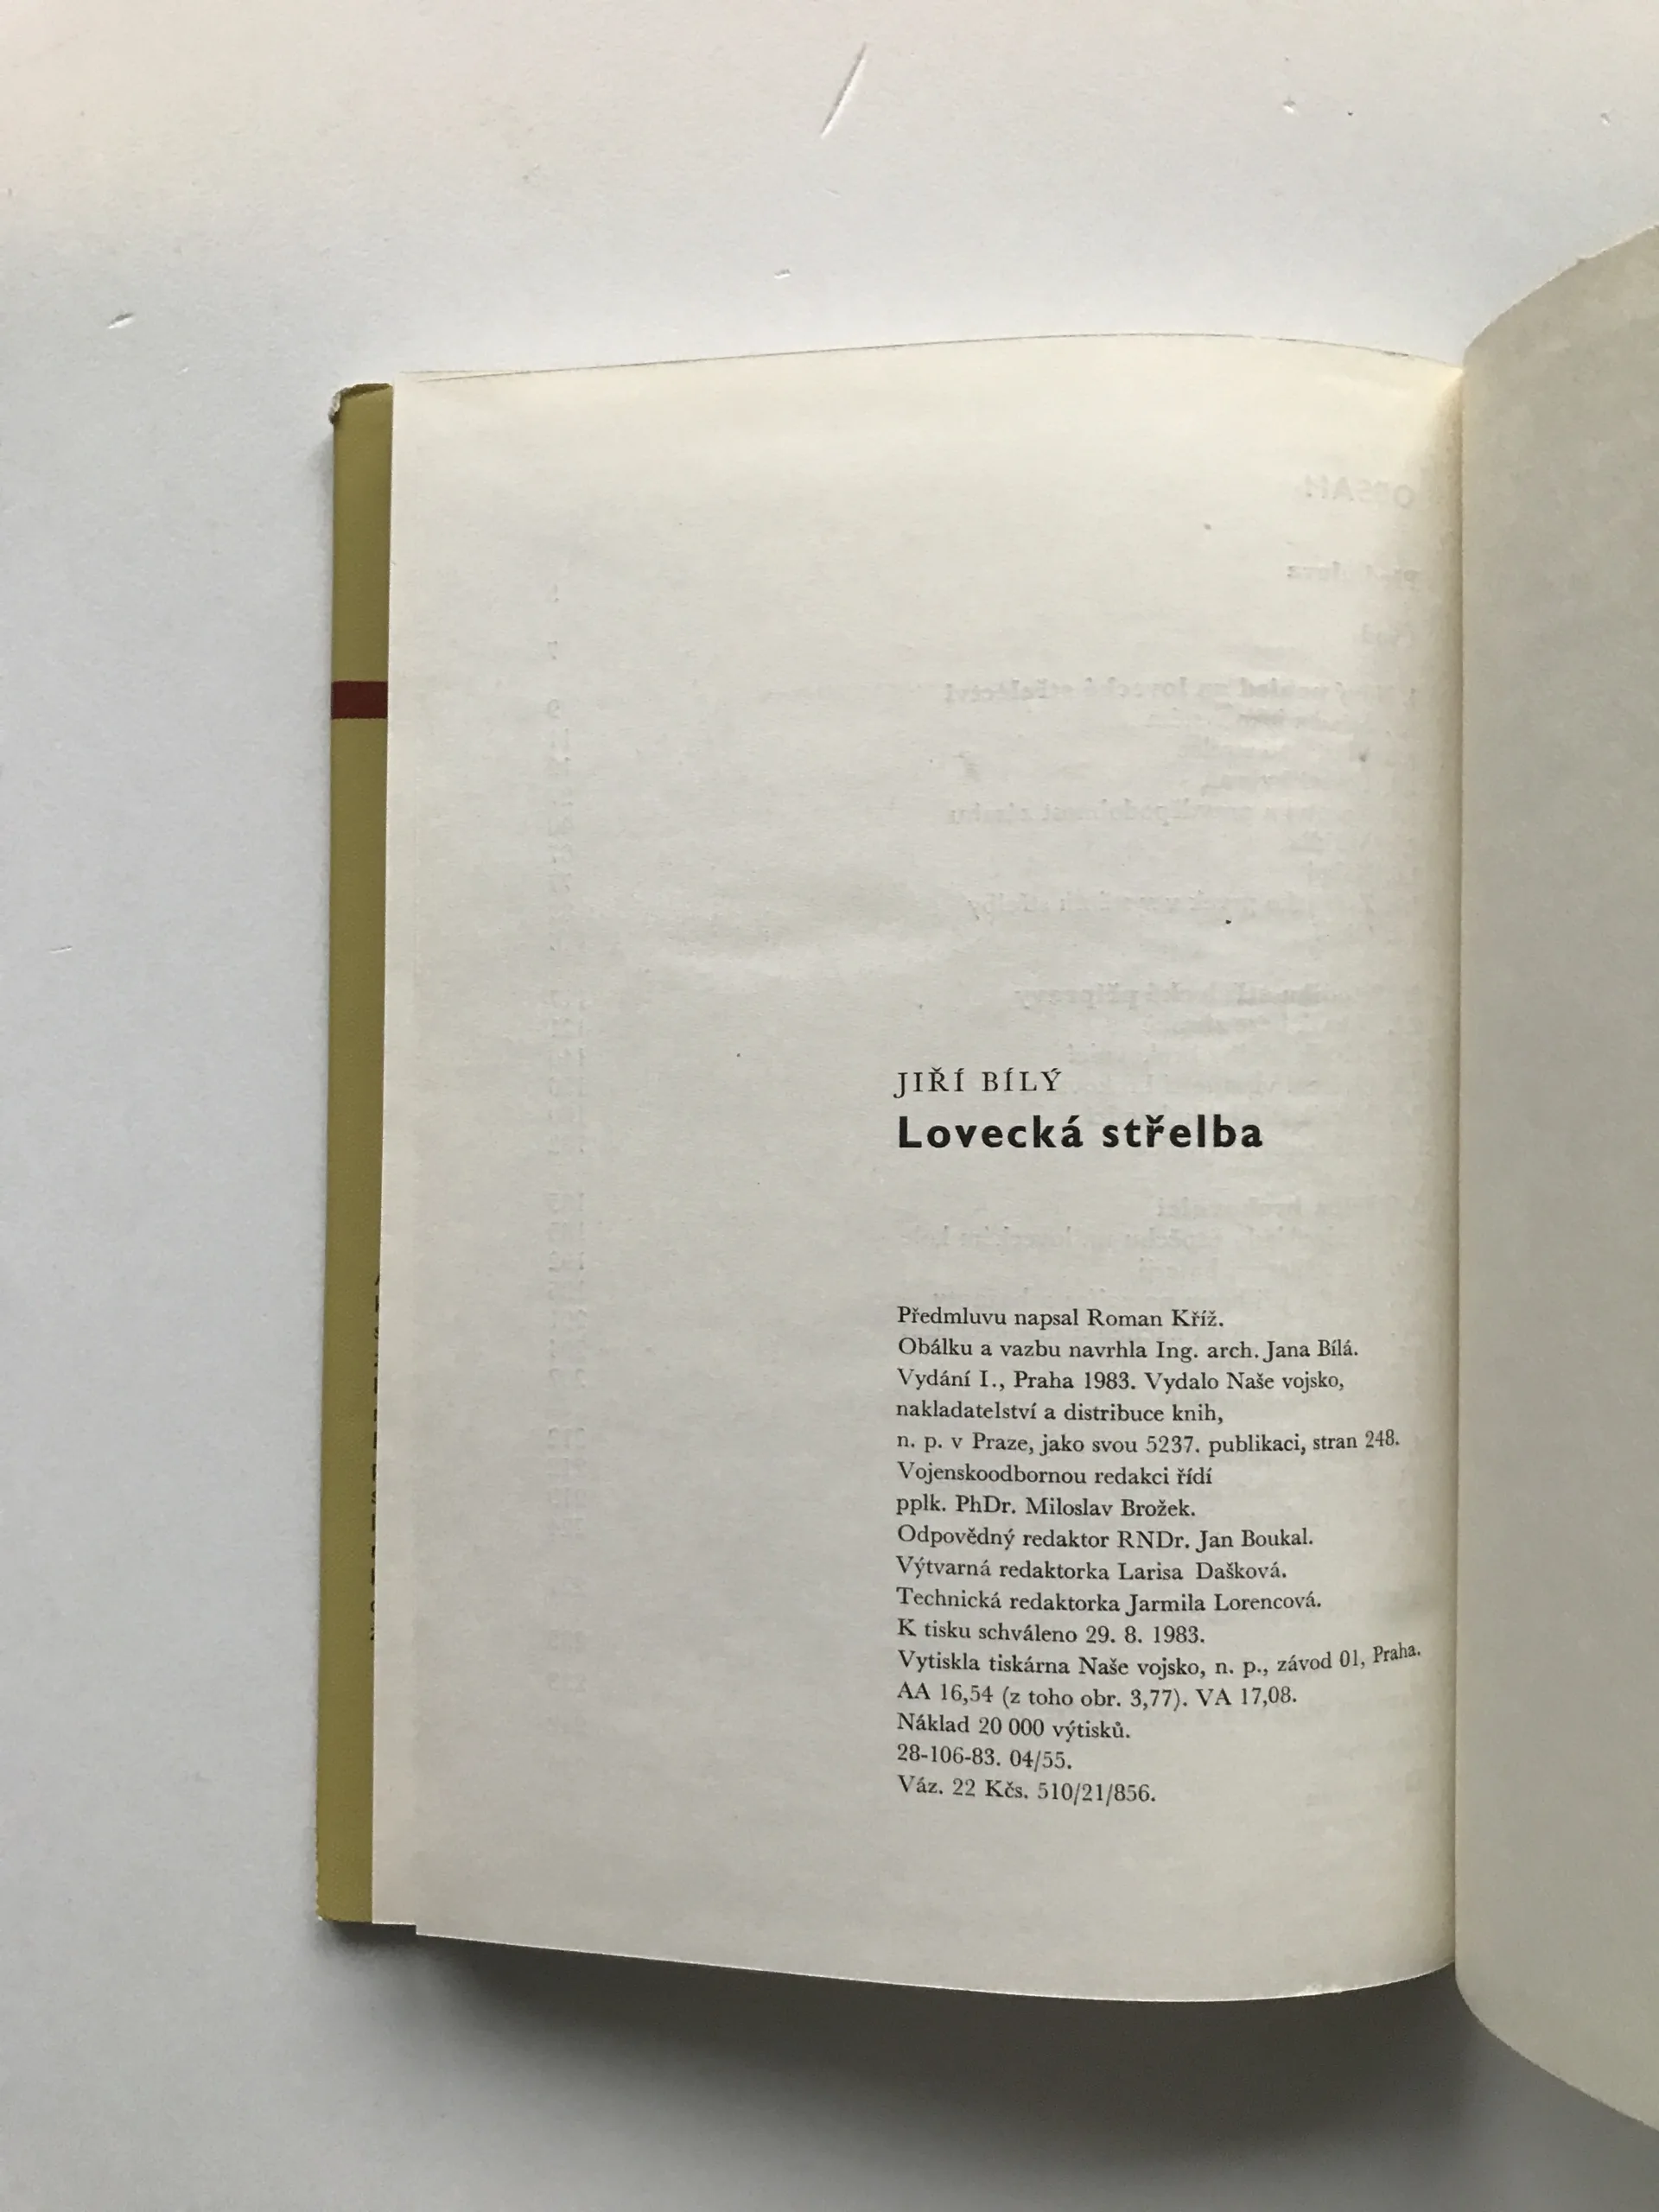 JIŘÍ BÍLÝ
Lovecká střelba
Předmluvu napsal Roman Kříž.
Obálku a vazbu navrhla Ing. arch. Jana Bílá.
Vydání I., Praha 1983. Vydalo Naše vojsko,
nakladatelství a distribuce knih,
n. p. v Praze, jako svou 5237. publikaci, stran 248.
Vojenskoodbornou redakci řídí
pplk. PhDr. Miloslav Brožek.
Odpovědný redaktor RNDr. Jan Boukal.
Výtvarná redaktorka Larisa Dašková.
Technická redaktorka Jarmila Lorencová.
K tisku schváleno 29. 8. 1983.
Vytiskla tiskárna Naše vojsko, n. p., závod 01, Praha.
AA 16,54 (z toho obr. 3,77). VA 17,08.
Náklad 20 000 výtisků.
28-106-83. 04/55.
Váz. 22 Kčs. 510/21/856.